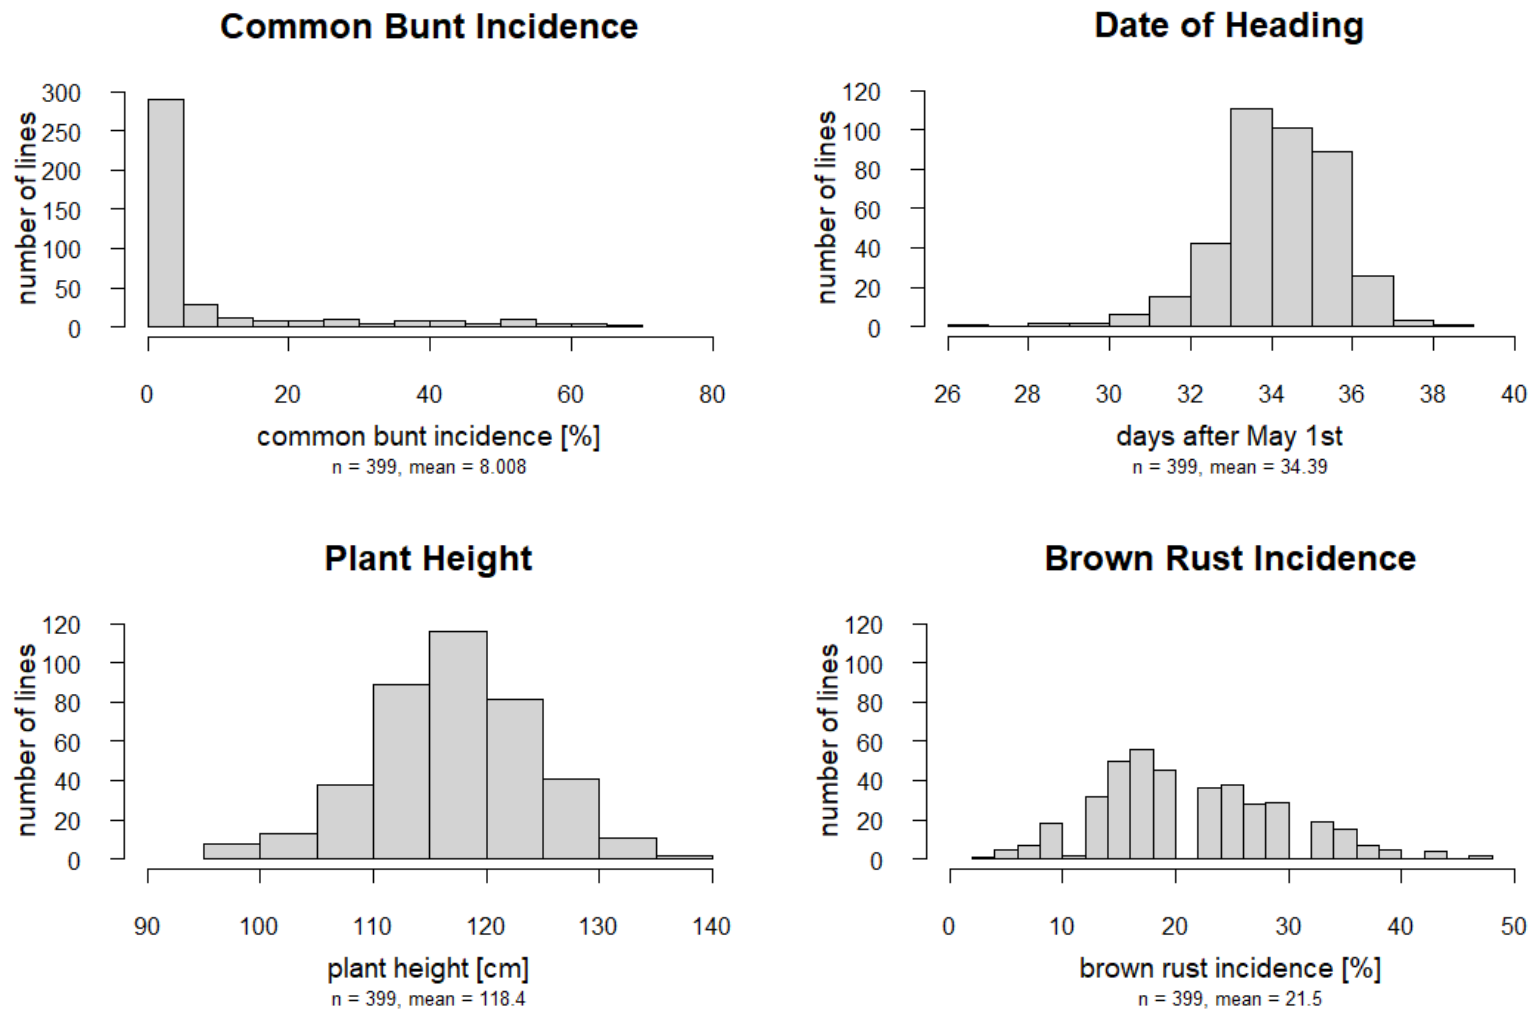 Common Bunt Incidence
number of lines
300
250
200
150
100
50
0
0 20 40 60 80
common bunt incidence [%]
n = 399, mean = 8.008
Date of Heading
number of lines
120
100
80
60
40
20
0
26 28 30 32 34 36 38 40
days after May 1st
n = 399, mean = 34.39
Plant Height
number of lines
120
100
80
60
40
20
0
90 100 110 120 130 140
plant height [cm]
n = 399, mean = 118.4
Brown Rust Incidence
number of lines
120
100
80
60
40
20
0
0 10 20 30 40 50
brown rust incidence [%]
n = 399, mean = 21.5